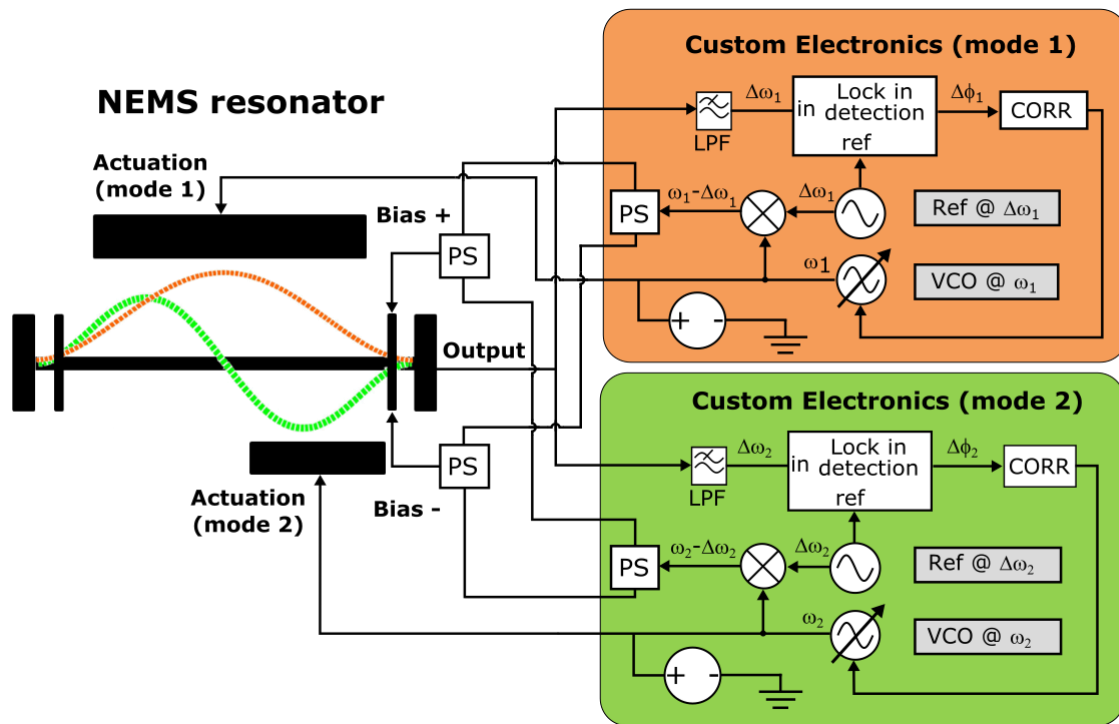 NEMS resonator
Actuation
(mode 1)
Bias +
PS
Output
PS
Bias -
Actuation
(mode 2)
Custom Electronics (mode 1)
LPF
Δω₁
in
Lock in
detection
ref
Δϕ₁
CORR
PS
ω₁-Δω₁
Δω₁
Ref @ Δω₁
ω1
VCO @ ω₁
+ -
Custom Electronics (mode 2)
LPF
Δω₂
in
Lock in
detection
ref
Δϕ₂
CORR
PS
ω₂-Δω₂
Δω₂
Ref @ Δω₂
ω₂
VCO @ ω₂
+ -